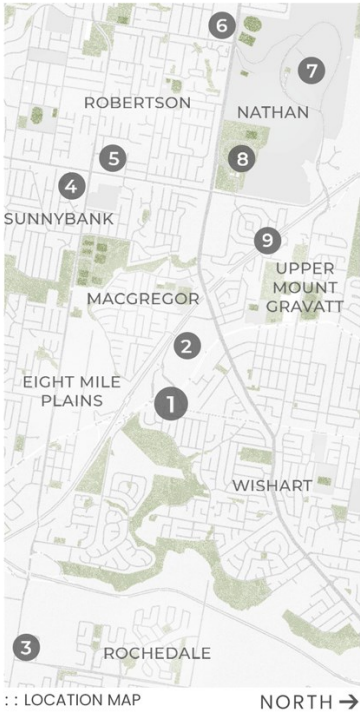 6
7
ROBERTSON
NATHAN
5
8
4
SUNNYBANK
9
UPPER
MOUNT
GRAVATT
MACGREGOR
2
EIGHT MILE
PLAINS
1
WISHART
3
ROCHEDALE
: : LOCATION MAP
NORTH →